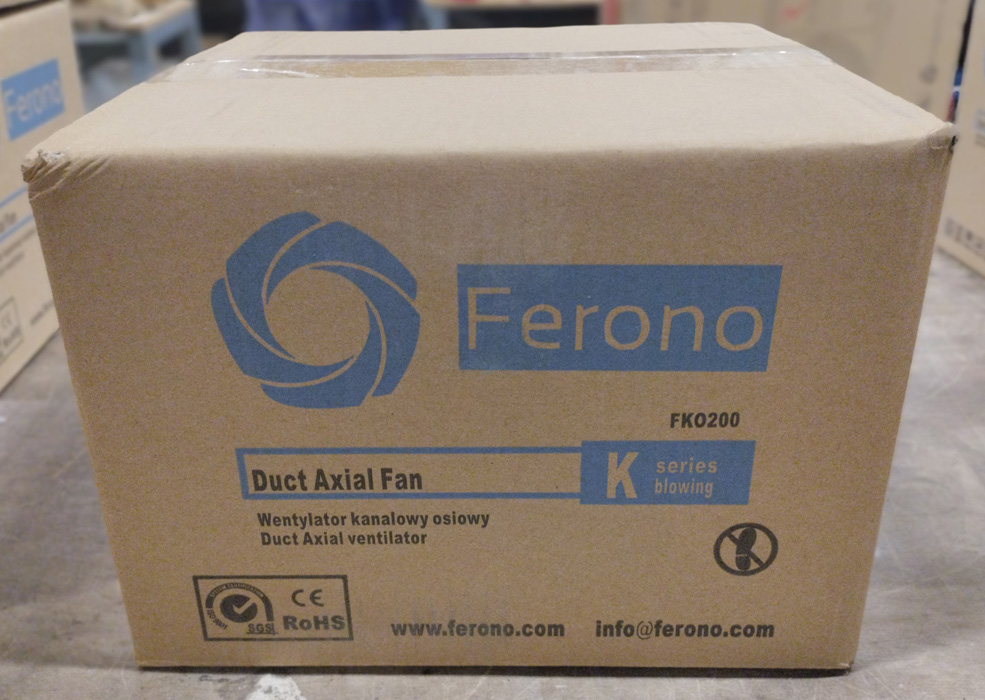 Ferono
Ferono
FKO200
Duct Axial Fan
K series
blowing
Wentylator kanalowy osiowy
Duct Axial ventilator
SGS
CE
RoHS
www.ferono.com info@ferono.com